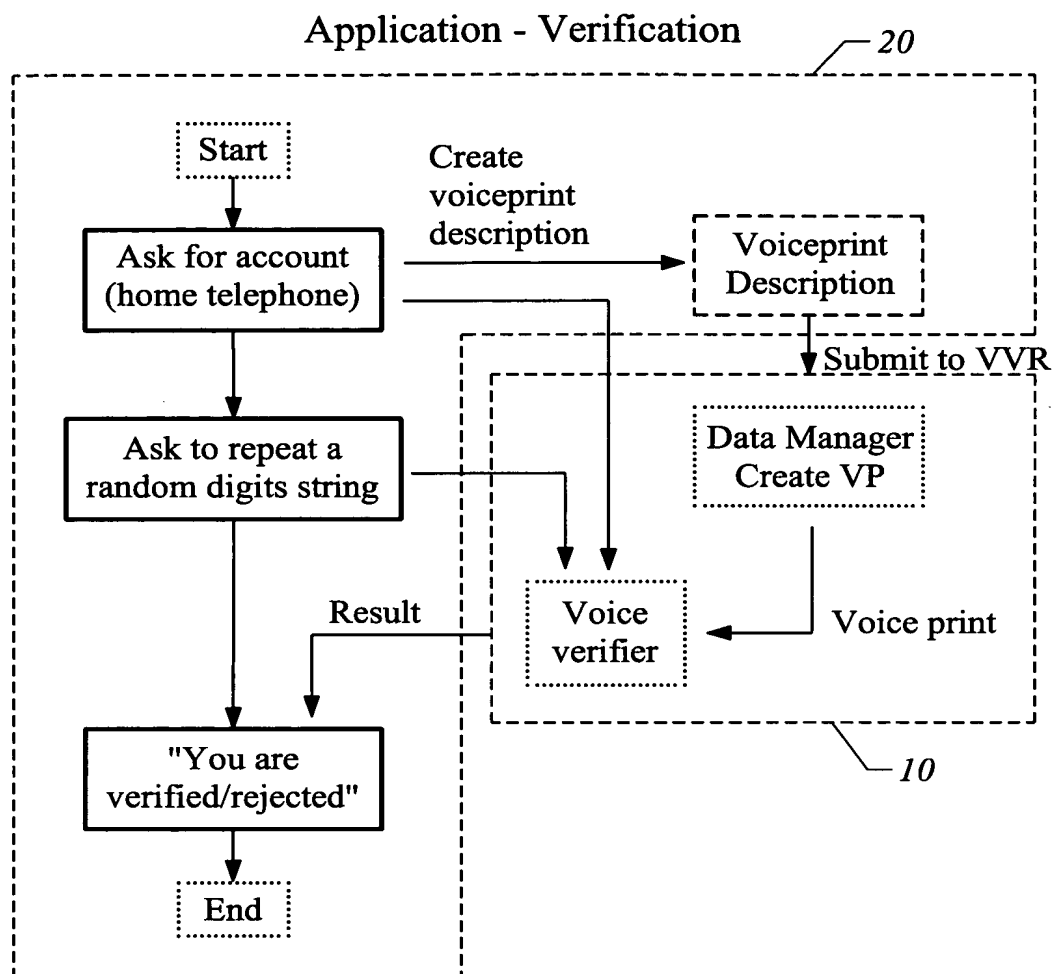 Application - Verification
20
Start
Create
voiceprint
description
Ask for account
(home telephone)
Voiceprint
Description
Submit to VVR
Ask to repeat a
random digits string
Data Manager
Create VP
Result
Voice
verifier
Voice print
"You are
verified/rejected"
10
End